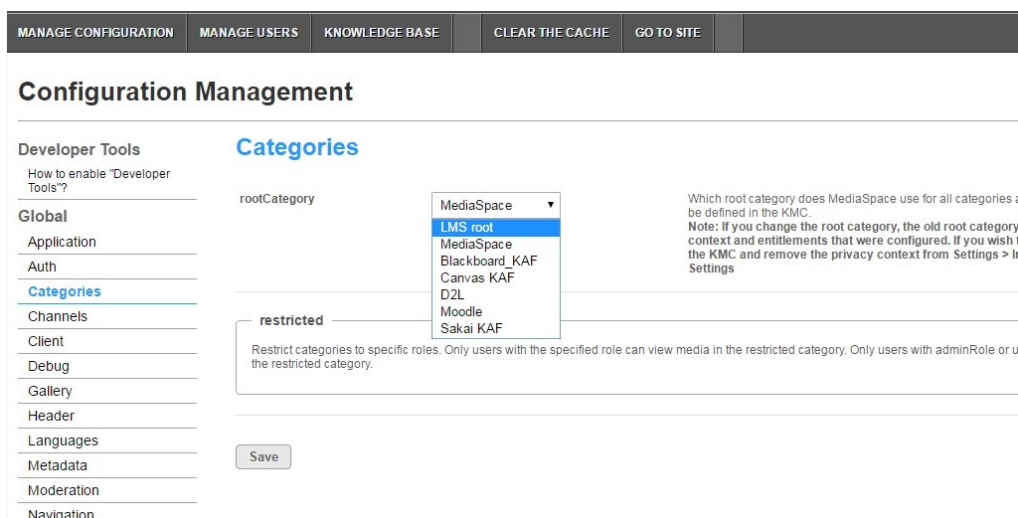 MANAGE CONFIGURATION MANAGE USERS KNOWLEDGE BASE CLEAR THE CACHE GO TO SITE
Configuration Management
Developer Tools
How to enable "Developer
Tools"?
Global
Application
Auth
Categories
Channels
Client
Debug
Gallery
Header
Languages
Metadata
Moderation
Navigation
Categories
rootCategory
MediaSpace
LMS root
MediaSpace
Blackboard_KAF
Canvas KAF
D2L
Moodle
Sakai KAF
Which root category does MediaSpace use for all categories
be defined in the KMC.
Note: If you change the root category, the old root category
context and entitlements that were configured. If you wish
the KMC and remove the privacy context from Settings >
Settings
restricted
Restrict categories to specific roles. Only users with the specified role can view media in the restricted category. Only users with adminRole or
the restricted category.
Save